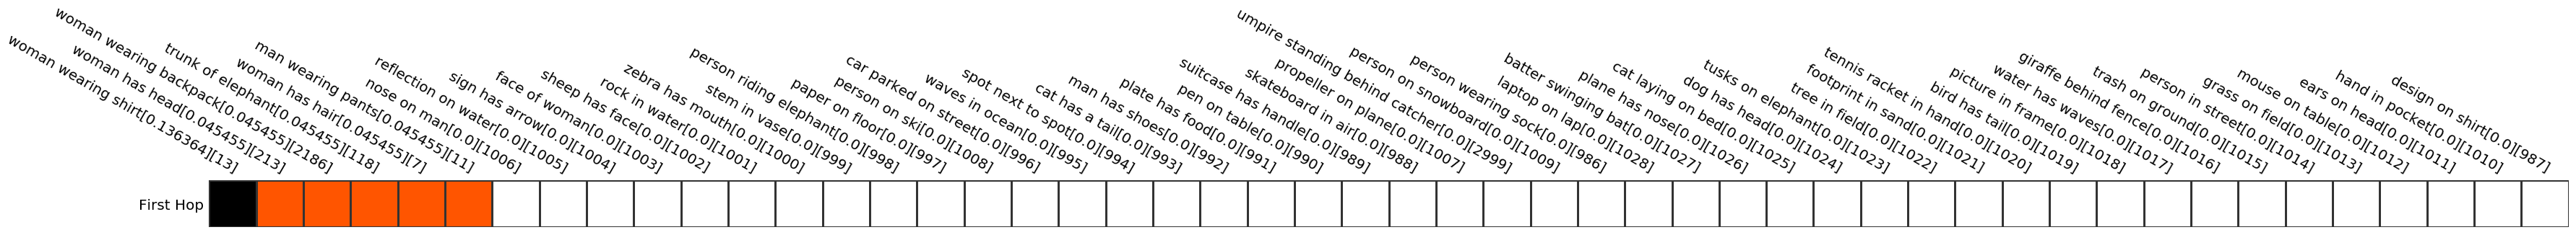 woman wearing shirt[0.136364][13]
woman has head[0.045455][213]
woman wearing backpack[0.045455][2186]
trunk of elephant[0.045455][118]
woman has hair[0.045455][7]
man wearing pants[0.045455][11]
nose on man[0.0][1006]
reflection on water[0.0][1005]
sign has arrow[0.0][1004]
face of woman[0.0][1003]
sheep has face[0.0][1002]
rock in water[0.0][1001]
zebra has mouth[0.0][1000]
stem in vase[0.0][999]
person riding elephant[0.0][998]
paper on floor[0.0][997]
person on ski[0.0][1008]
car parked on street[0.0][996]
waves in ocean[0.0][995]
spot next to spot[0.0][994]
cat has a tail[0.0][993]
man has shoes[0.0][992]
plate has food[0.0][991]
pen on table[0.0][990]
suitcase has handle[0.0][989]
skateboard in air[0.0][988]
propeller on plane[0.0][1007]
umpire standing behind catcher[0.0][2999]
person on snowboard[0.0][1009]
person wearing sock[0.0][986]
laptop on lap[0.0][1028]
batter swinging bat[0.0][1027]
plane has nose[0.0][1026]
cat laying on bed[0.0][1025]
dog has head[0.0][1024]
tusks on elephant[0.0][1023]
tree in field[0.0][1022]
footprint in sand[0.0][1021]
tennis racket in hand[0.0][1020]
bird has tail[0.0][1019]
picture in frame[0.0][1018]
water has waves[0.0][1017]
giraffe behind fence[0.0][1016]
trash on ground[0.0][1015]
person in street[0.0][1014]
grass on field[0.0][1013]
mouse on table[0.0][1012]
ears on head[0.0][1011]
hand in pocket[0.0][1010]
design on shirt[0.0][987]
First Hop